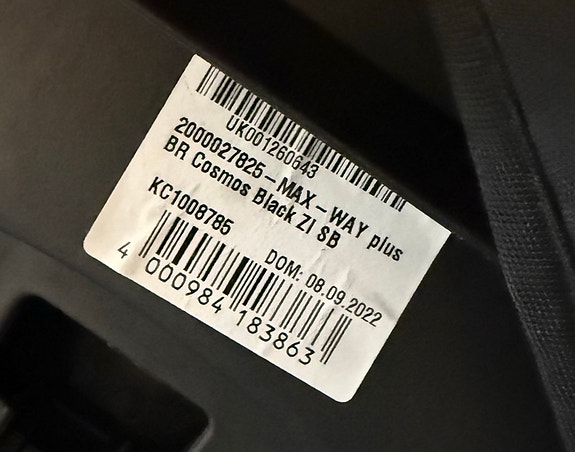 UK001260643
2000027825 – MAX – WAY plus
BR Cosmos Black ZI SB
KC1008785
DOM: 08.09.2022
4 000984 183863